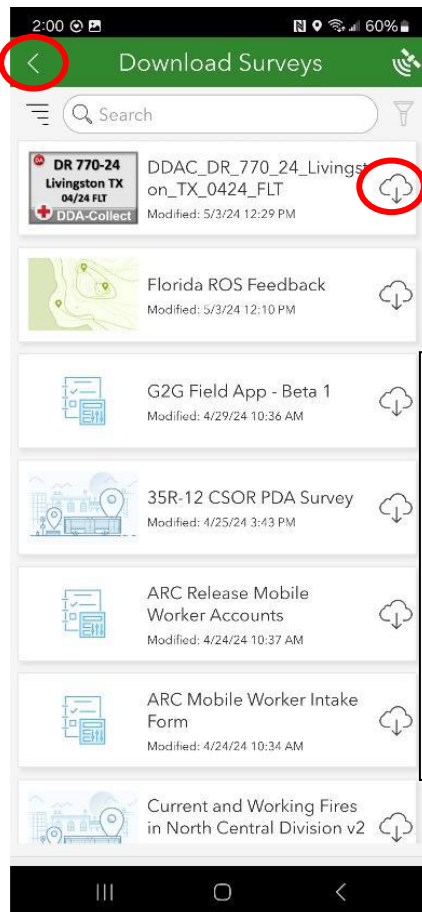 2:00 60%
Download Surveys
Search
DR 770-24
Livingston TX
04/24 FLT
DDA-Collect
DDAC_DR_770_24_Livingst
on_TX_0424_FLT
Modified: 5/3/24 12:29 PM
Florida ROS Feedback
Modified: 5/3/24 12:10 PM
G2G Field App - Beta 1
Modified: 4/29/24 10:36 AM
35R-12 CSOR PDA Survey
Modified: 4/25/24 3:43 PM
ARC Release Mobile
Worker Accounts
Modified: 4/24/24 10:37 AM
ARC Mobile Worker Intake
Form
Modified: 4/24/24 10:34 AM
Current and Working Fires
in North Central Division v2